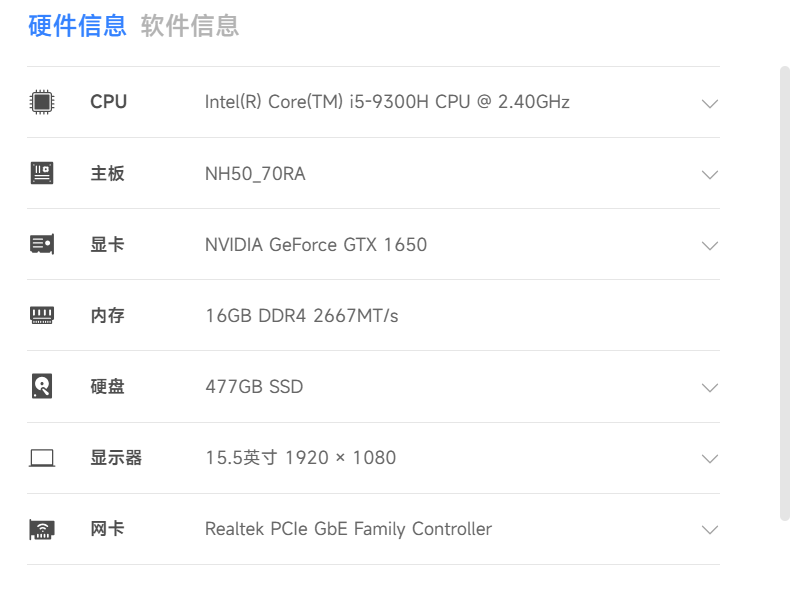 硬件信息 软件信息
CPU Intel(R) Core(TM) i5-9300H CPU @ 2.40GHz
主板 NH50_70RA
显卡 NVIDIA GeForce GTX 1650
内存 16GB DDR4 2667MT/s
硬盘 477GB SSD
显示器 15.5英寸 1920 × 1080
网卡 Realtek PCIe GbE Family Controller